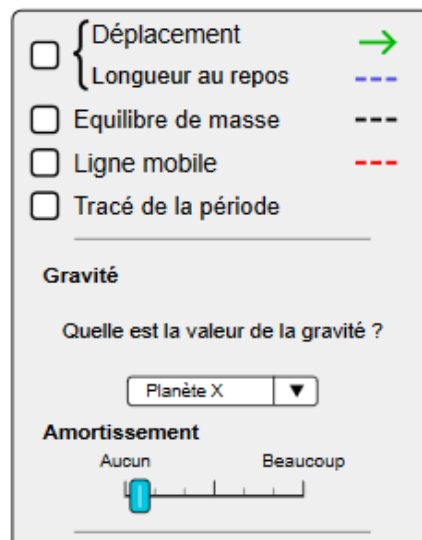 Déplacement
Longueur au repos
Equilibre de masse
Ligne mobile
Tracé de la période
Gravité
Quelle est la valeur de la gravité ?
Planète X
Amortissement
Aucun Beaucoup